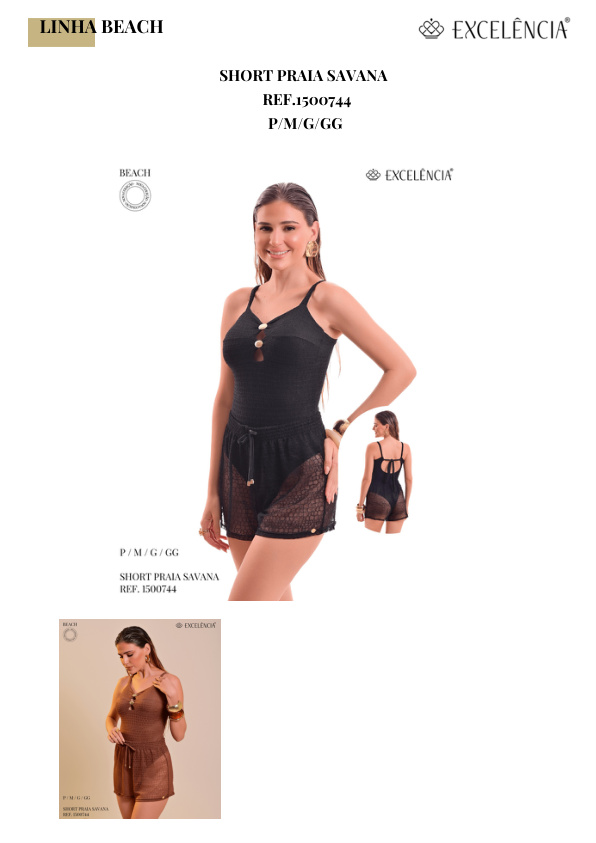 LINHA BEACH
EXCELÊNCIA®
SHORT PRAIA SAVANA
REF.1500744
P/M/G/GG
BEACH
EXCELÊNCIA®
P / M / G / GG
SHORT PRAIA SAVANA
REF. 1500744
BEACH
EXCELÊNCIA®
P / M / G / GG
SHORT PRAIA SAVANA
REF. 1500744